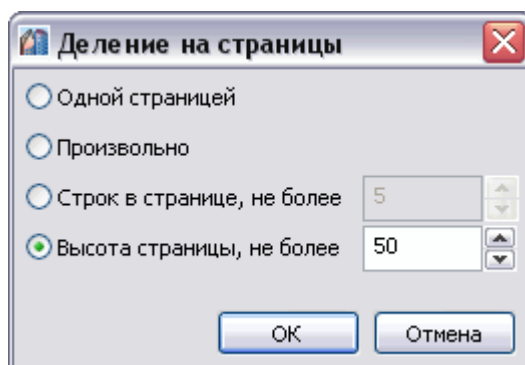 Деление на страницы
Одной страницей
Произвольно
Строк в странице, не более 5
Высота страницы, не более 50
ОК Отмена